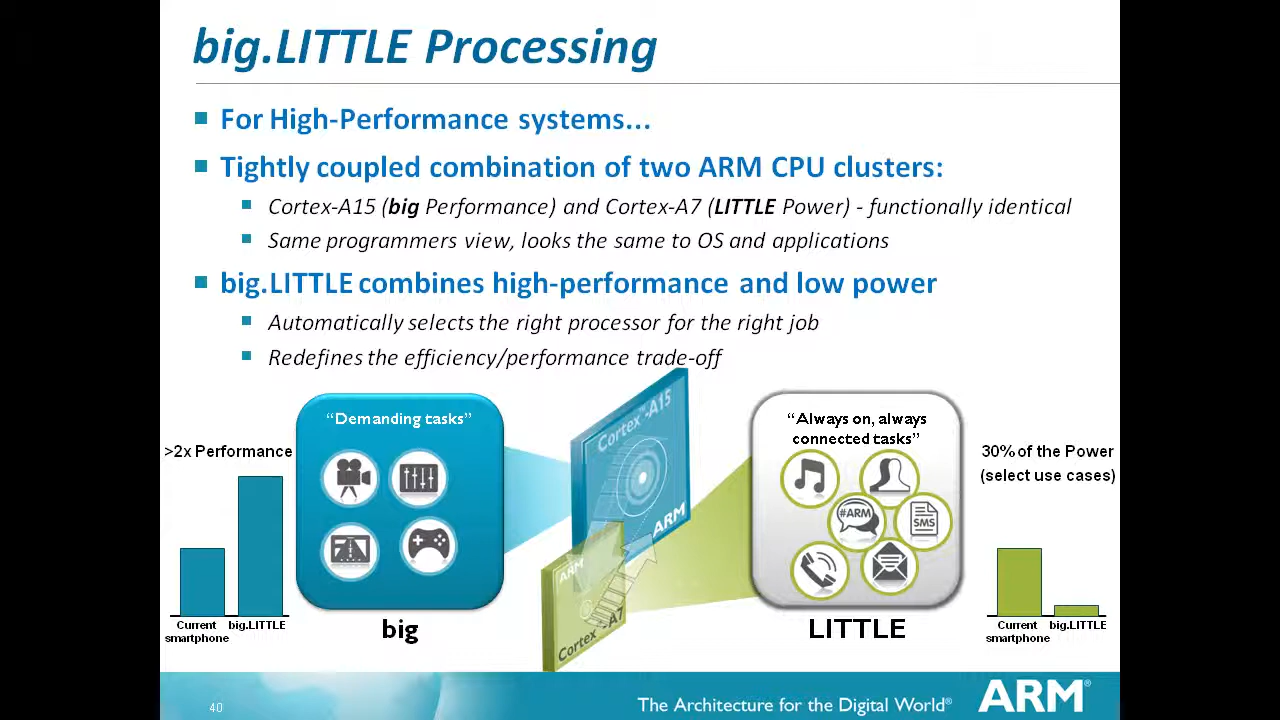 big.LITTLE Processing
For High-Performance systems...
Tightly coupled combination of two ARM CPU clusters:
Cortex-A15 (big Performance) and Cortex-A7 (LITTLE Power) - functionally identical
Same programmers view, looks the same to OS and applications
big.LITTLE combines high-performance and low power
Automatically selects the right processor for the right job
Redefines the efficiency/performance trade-off
>2x Performance
Current
smartphone
big.LITTLE
“Demanding tasks”
big
Cortex™-A15
ARM
ARM
Cortex™-A7
“Always on, always
connected tasks”
#ARM
SMS
LITTLE
30% of the Power
(select use cases)
Current
smartphone
big.LITTLE
40
The Architecture for the Digital World®
ARM®